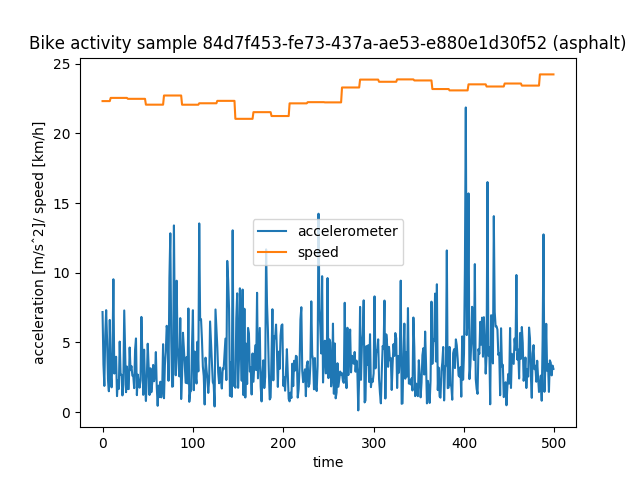 Bike activity sample 84d7f453-fe73-437a-ae53-e880e1d30f52 (asphalt)
acceleration [m/s^2]/ speed [km/h]
25
20
15
10
5
0
accelerometer
speed
0 100 200 300 400 500
time